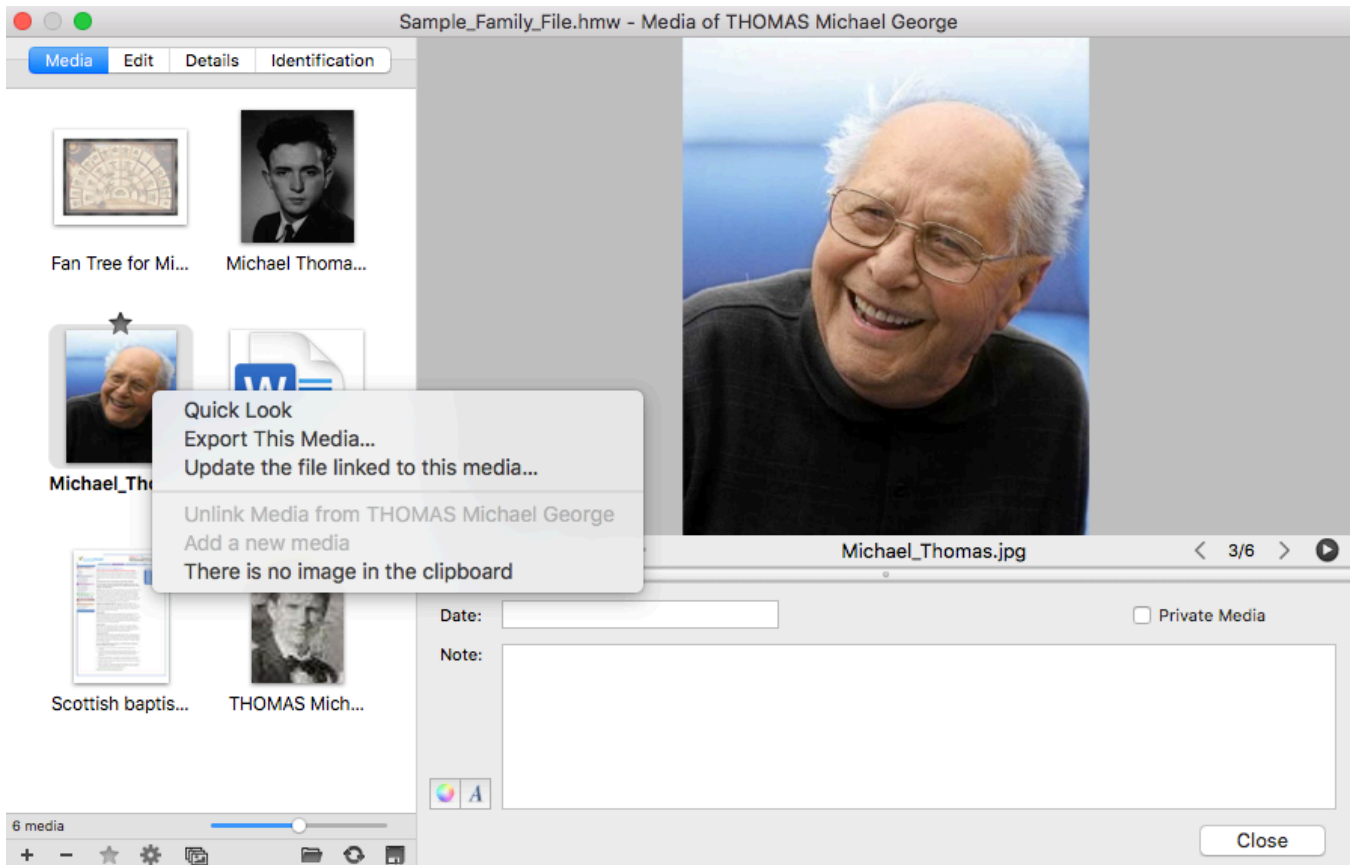 Sample_Family_File.hmw - Media of THOMAS Michael George
Media Edit Details Identification
Fan Tree for Mi...
Michael Thoma...
W
Michael_Tho
Quick Look
Export This Media...
Update the file linked to this media...
Unlink Media from THOMAS Michael George
Add a new media
There is no image in the clipboard
Scottish baptis...
THOMAS Mich...
6 media
Michael_Thomas.jpg
3/6
Date:
Private Media
Note:
A
Close